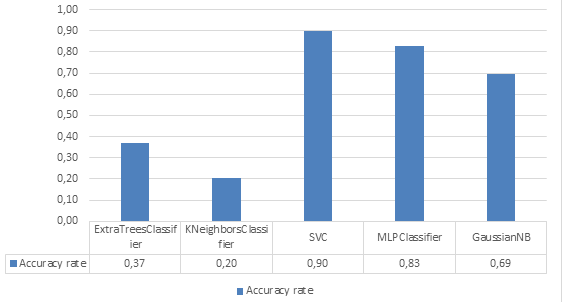 1,00
0,90
0,80
0,70
0,60
0,50
0,40
0,30
0,20
0,10
0,00
ExtraTreesClassif
ier
KNeighborsClassi
fier
SVC
MLPClassifier
GaussianNB
Accuracy rate 0,37 0,20 0,90 0,83 0,69
Accuracy rate